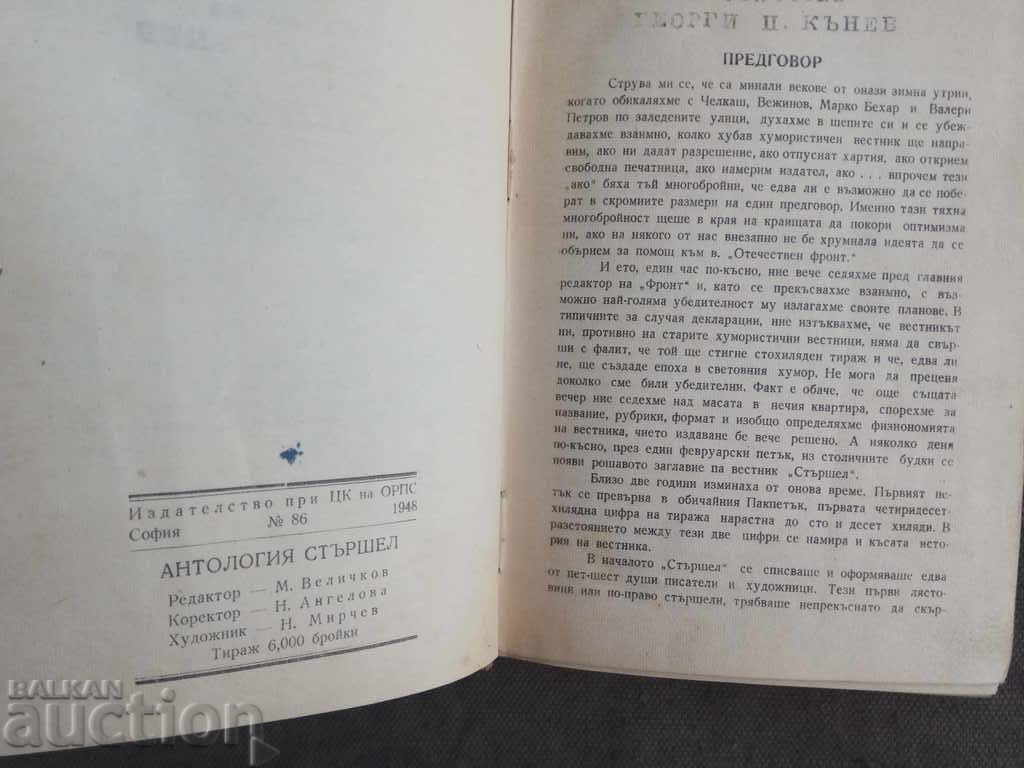 Издателство при ЦК на ОРПС
София № 86 1948
АНТОЛОГИЯ СТЪРШЕЛ
Редактор — М. Величков
Коректор — Н. Ангелова
Художник — Н. Мирчев
Тираж 6,000 бройки
ГЕОРГИ П. КЪНЕВ
ПРЕДГОВОР
Струва ми се, че са минали векове от онази зимна утрин,
когато обикаляхме с Челкаш, Вежинов, Марко Бехар и Валери
Петров по заледените улици, духахме в шепите си и се убеж-
давахме взаимно, колко хубав хумористичен вестник ще напра-
вим, ако ни дадат разрешение, ако отпуснат хартия, ако открием
свободна печатница, ако намерим издател, ако . . . впрочем тези
„ако“ бяха тъй многобройни, че едва ли е възможно да се побе-
рат в скромните размери на един предговор. Именно тази тяхна
многобройност щеше в края на краищата да покори оптимизма
ни, ако на някого от нас внезапно не бе хрумнала идеята да се
обърнем за помощ към в. „Отечествен фронт.“
И ето, един час по-късно, ние вече седяхме пред главния
редактор на „Фронт“ и, като се прекъсвахме взаимно, с въз-
можно най-голяма убедителност му излагахме своите планове. В
типичните за случая декларации, ние изтъквахме, че вестникът
ни, противно на старите хумористични вестници, няма да свър-
ши с фалит, че той ще стигне стохиляден тираж и че, едва ли
не, ще създаде епоха в световния хумор. Не мога да преценя
доколко сме били убедителни. Факт е обаче, че още същата
вечер ние седехме над масата в нечия квартира, спорехме за
название, рубрики, формат и изобщо определяхме физиономията
на вестника, чието издаване бе вече решено. А няколко деня
по-късно, през един февруарски петък, из столичните будки се
появи рошавото заглавие па вестник „Стършел“.
Близо две години изминаха от онова време. Първият пе-
тък се превърна в обичайния Пакпетък, първата четиридесет-
хилядна цифра на тиража нарастна до сто и десет хиляди. В
разстоянието между тези две цифри се намира и късата исто-
рия на вестника.
В началото „Стършел“ се списваше и оформяваше едва
от пет-шест души писатели и художници. Тези първи лясто-
вици или по-право стършели, трябваше непрекъснато да скър-
BALKAN
auction